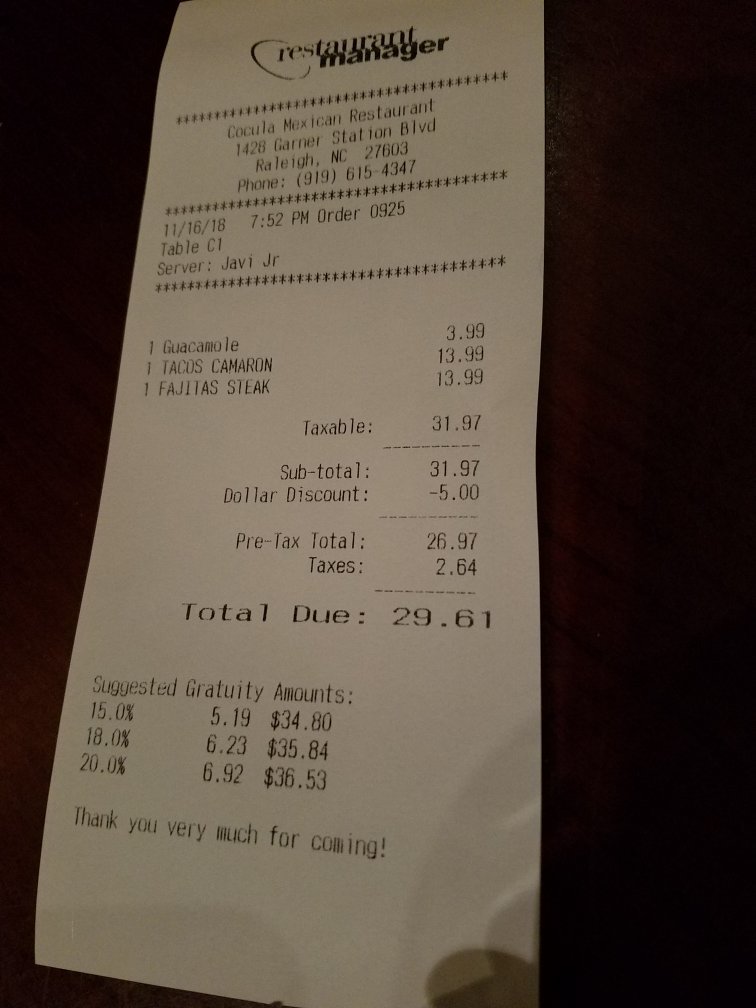 restaurant
manager
******************************************
Cocula Mexican Restaurant
1428 Garner Station Blvd
Raleigh, NC 27603
Phone: (919) 615-4347
******************************************
11/16/18 7:52 PM Order 0925
Table C1
Server: Javi Jr
******************************************
1 Guacamole 3.99
1 TACOS CAMARON 13.99
1 FAJITAS STEAK 13.99
Taxable: 31.97
Sub-total: 31.97
Dollar Discount: -5.00
Pre-Tax Total: 26.97
Taxes: 2.64
Total Due: 29.61
Suggested Gratuity Amounts:
15.0% 5.19 $34.80
18.0% 6.23 $35.84
20.0% 6.92 $36.53
Thank you very much for coming!